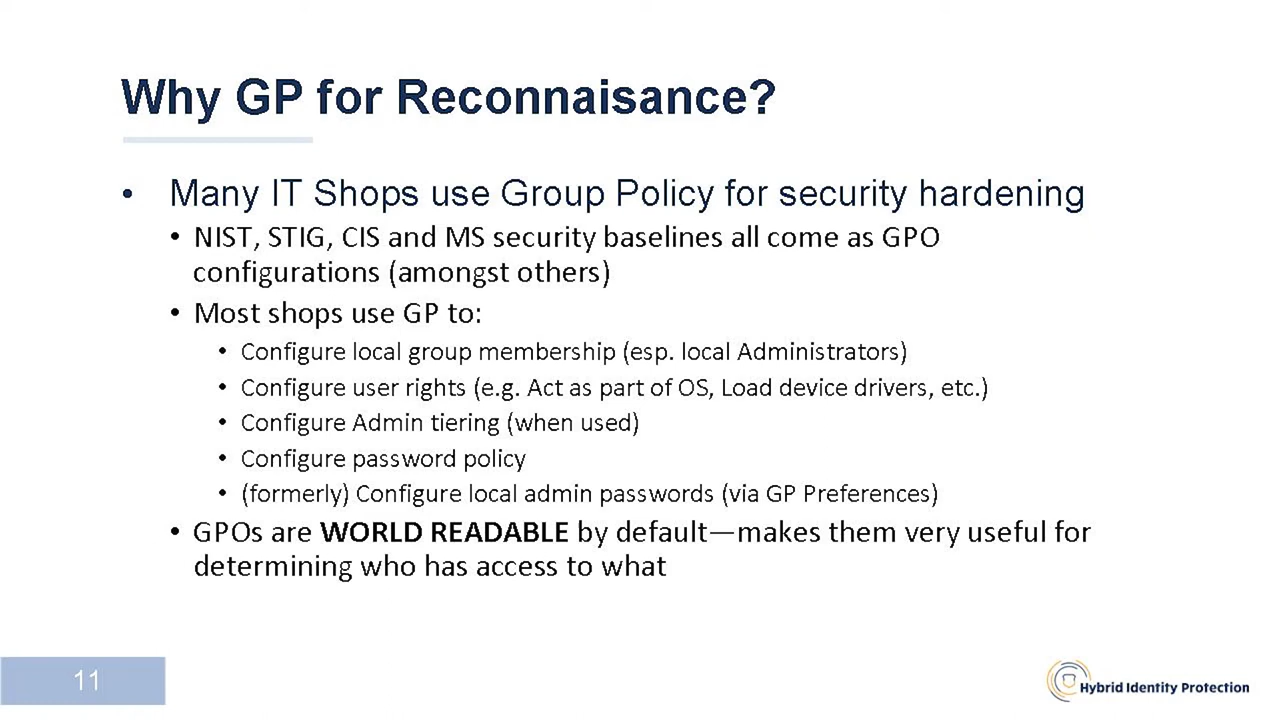 Why GP for Reconnaisance?
• Many IT Shops use Group Policy for security hardening
• NIST, STIG, CIS and MS security baselines all come as GPO
configurations (amongst others)
• Most shops use GP to:
• Configure local group membership (esp. local Administrators)
• Configure user rights (e.g. Act as part of OS, Load device drivers, etc.)
• Configure Admin tiering (when used)
• Configure password policy
• (formerly) Configure local admin passwords (via GP Preferences)
• GPOs are WORLD READABLE by default—makes them very useful for
determining who has access to what
11
Hybrid Identity Protection